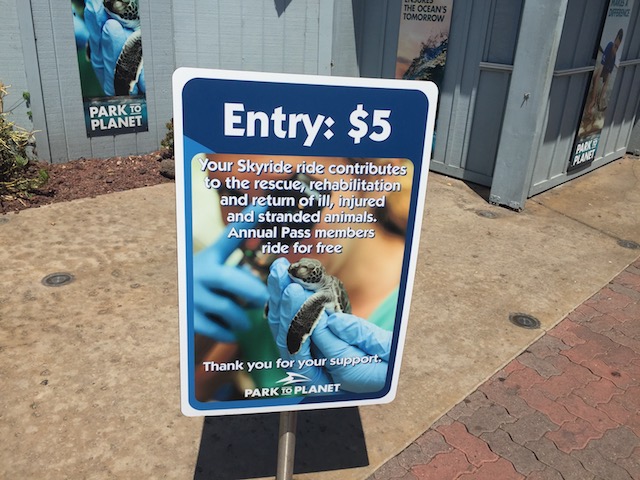 PARK TO
PLANET
ENSURES
THE OCEAN'S
TOMORROW
PARK TO
PLANET
Entry: $5
Your Skyride ride contributes
to the rescue, rehabilitation
and return of ill, injured
and stranded animals.
Annual Pass members
ride for free
Thank you for your support.
PARK TO PLANET